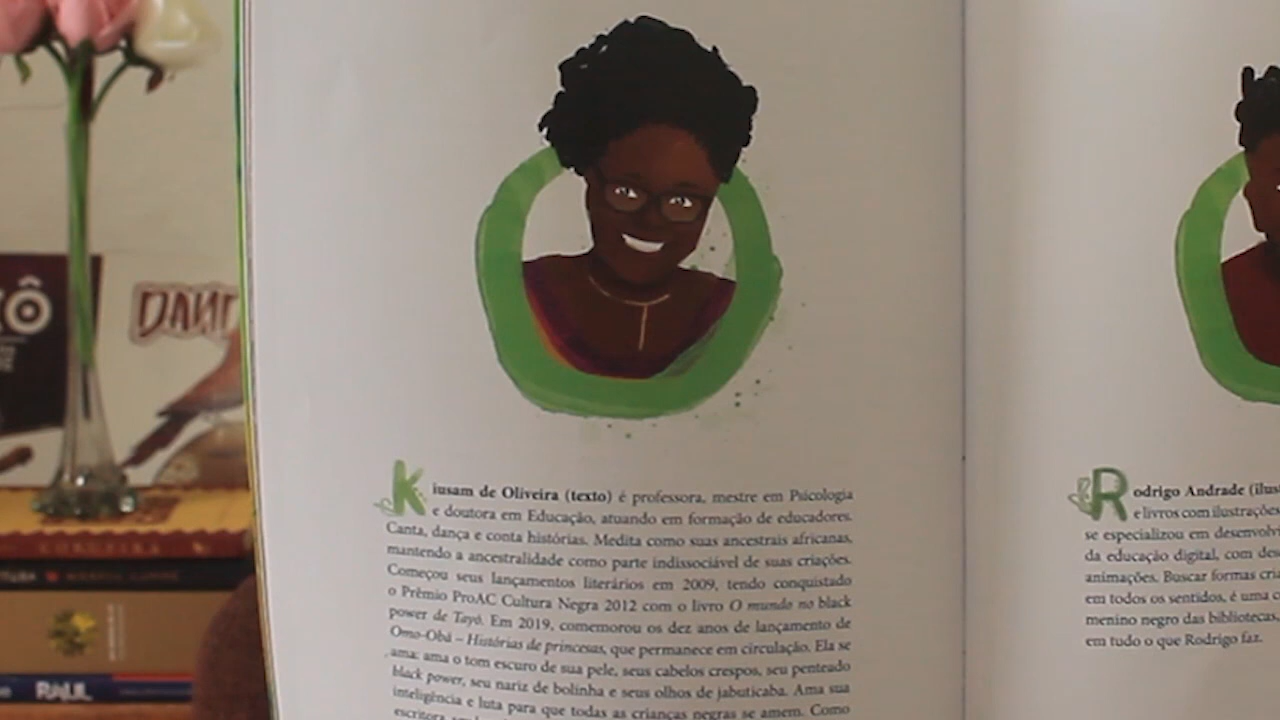 Ô
DAN
Kiusam de Oliveira (texto) é professora, mestre em Psicologia
e doutora em Educação, atuando em formação de educadores.
Canta, dança e conta histórias. Medita como suas ancestrais africanas,
mantendo a ancestralidade como parte indissociável de suas criações.
Começou seus lançamentos literários em 2009, tendo conquistado
o Prêmio ProAC Cultura Negra 2012 com o livro O mundo no black
power de Tayó. Em 2019, comemorou os dez anos de lançamento de
Omo-Obá – Histórias de princesas, que permanece em circulação. Ela se
ama: ama o tom escuro de sua pele, seus cabelos crespos, seu penteado
black power, seu nariz de bolinha e seus olhos de jabuticaba. Ama sua
inteligência e luta para que todas as crianças negras se amem. Como
escritora
Rodrigo Andrade (ilus
e livros com ilustrações
se especializou em desenvolv
da educação digital, com des
animações. Buscar formas cria
em todos os sentidos, é uma c
menino negro das bibliotecas,
em tudo o que Rodrigo faz.
RAUL